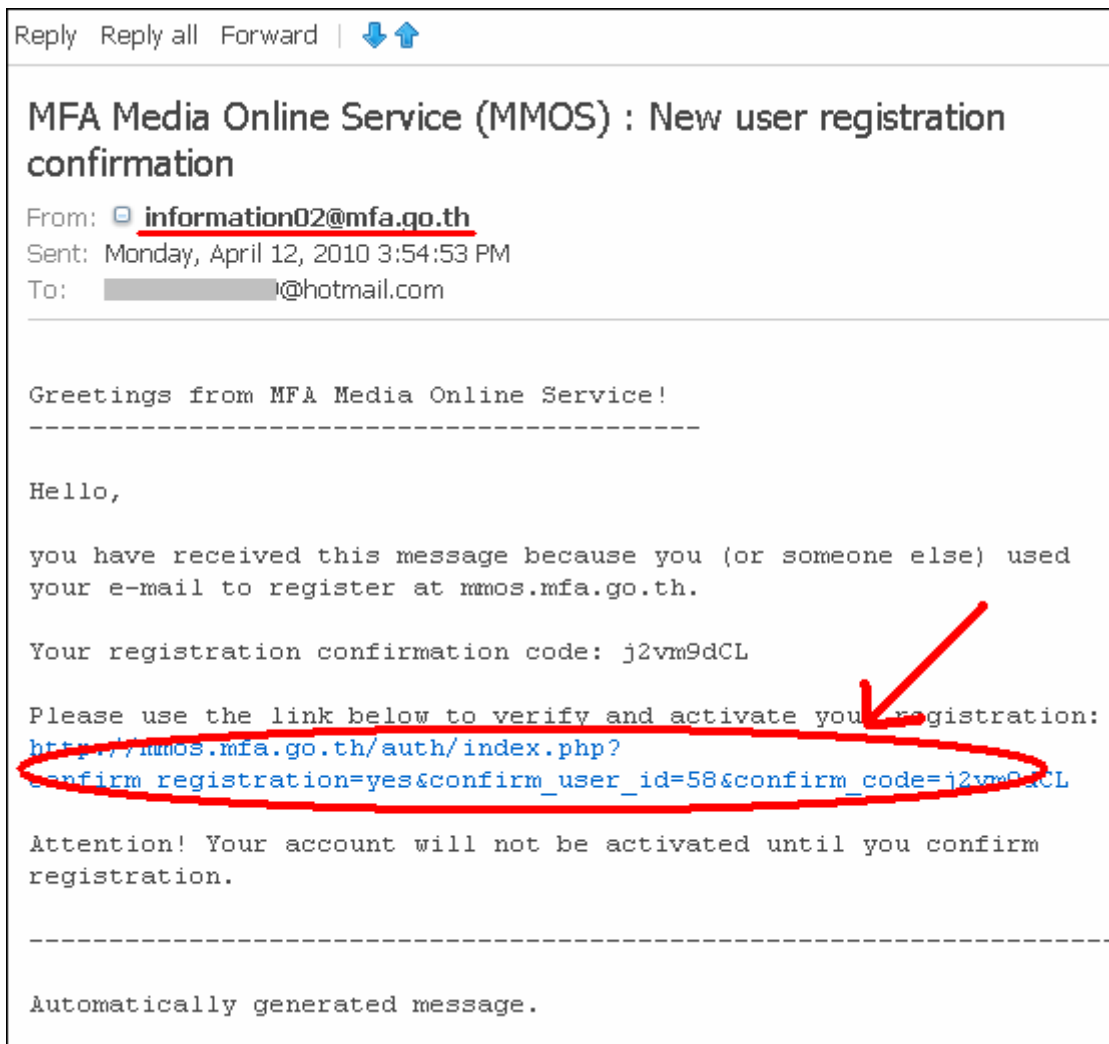 Reply Reply all Forward |
MFA Media Online Service (MMOS) : New user registration
confirmation
From: information02@mfa.go.th
Sent: Monday, April 12, 2010 3:54:53 PM
To: @hotmail.com
Greetings from MFA Media Online Service!
------------------------------------------
Hello,
you have received this message because you (or someone else) used
your e-mail to register at mmos.mfa.go.th.
Your registration confirmation code: j2vm9dCL
Please use the link below to verify and activate your registration:
http://mmos.mfa.go.th/auth/index.php?
confirm_registration=yes&confirm_user_id=58&confirm_code=j2vm9dCL
Attention! Your account will not be activated until you confirm
registration.
-------------------------------------------------------------------
Automatically generated message.